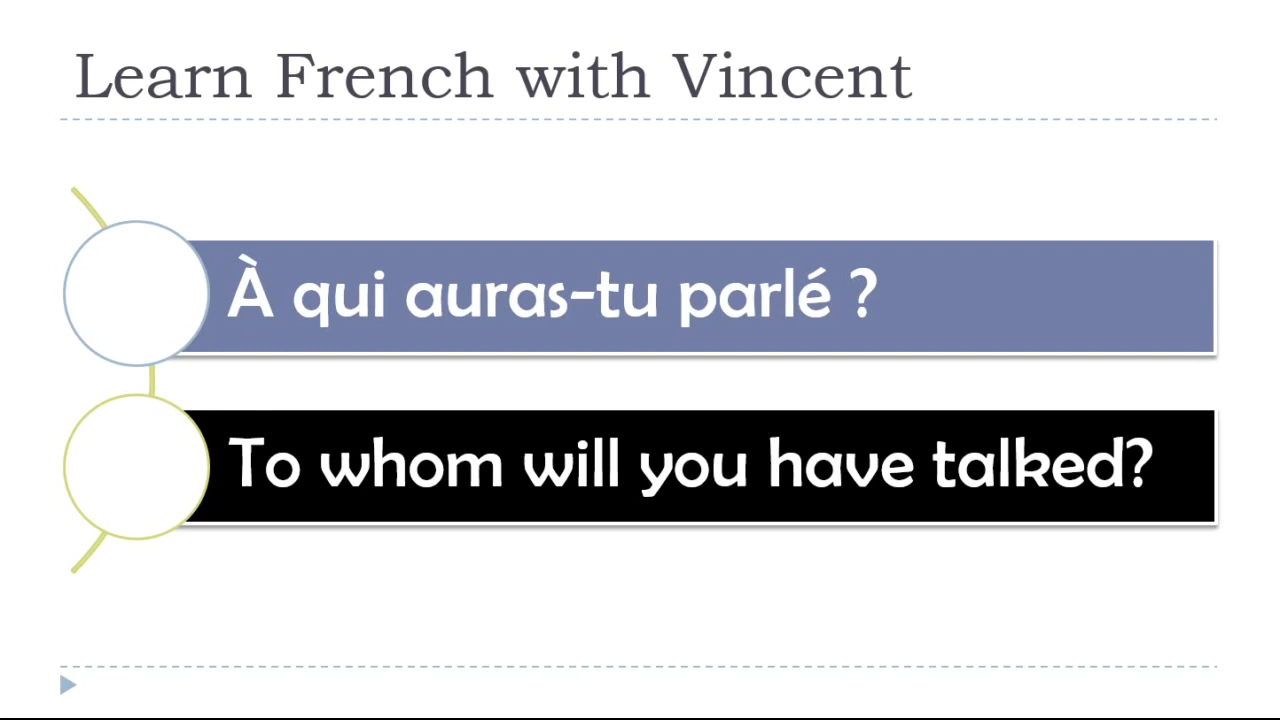 Learn French with Vincent
À qui auras-tu parlé ?
To whom will you have talked?